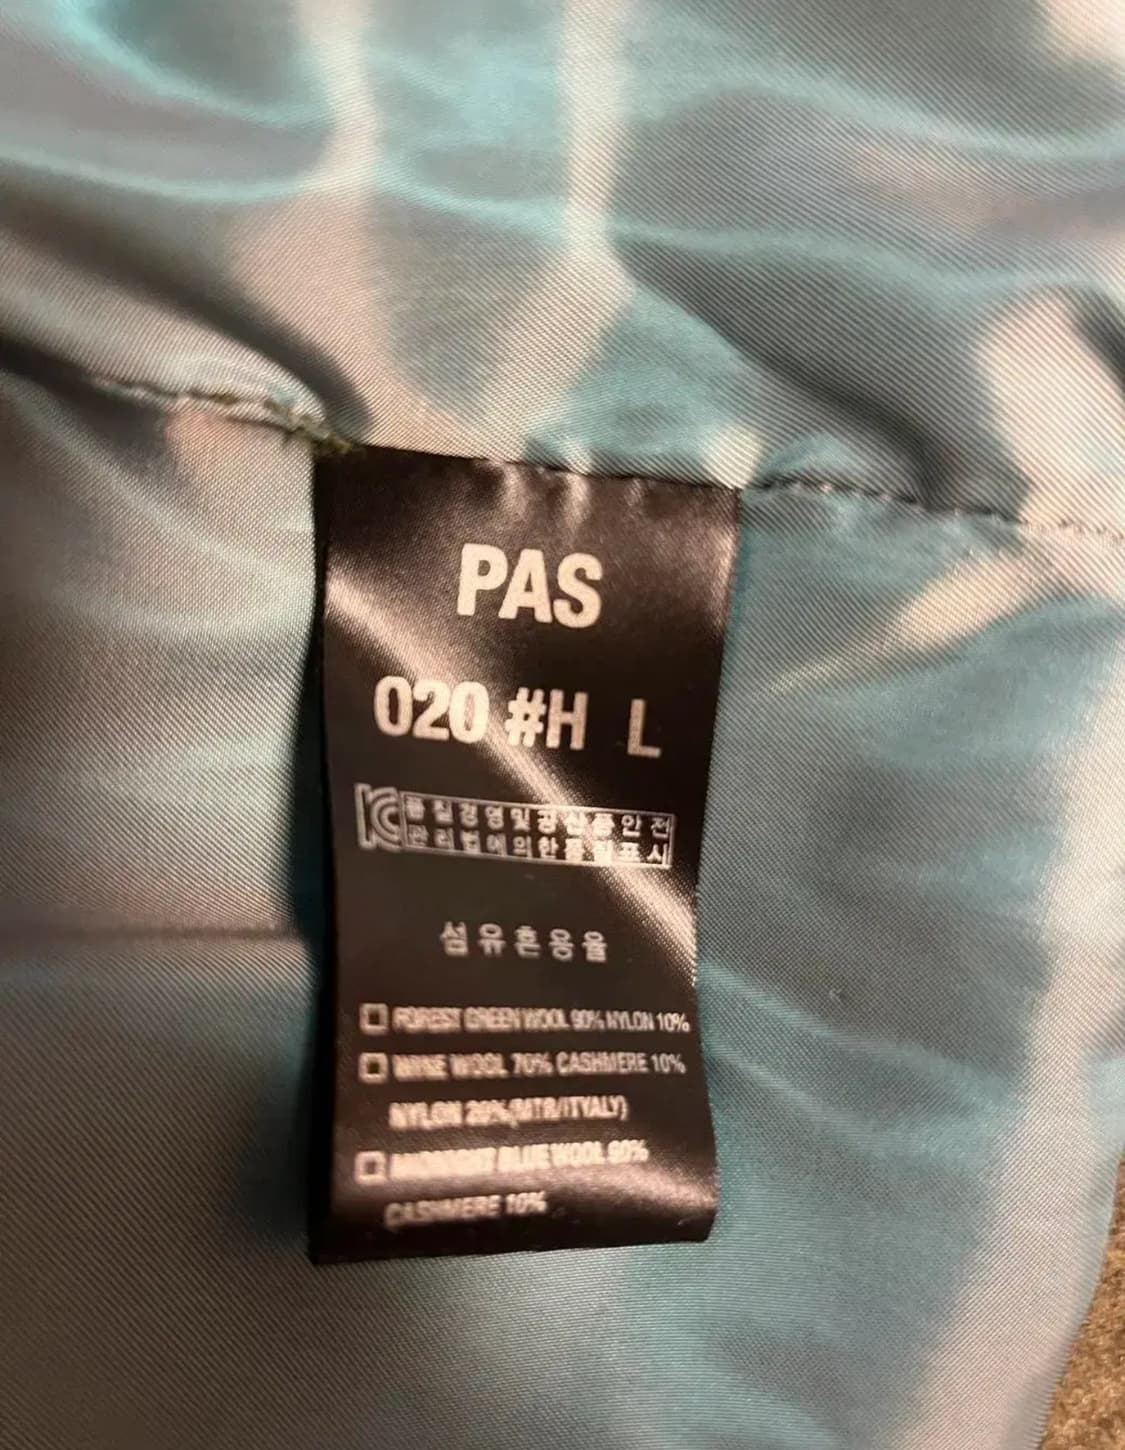 PAS
020 #H L
품질경영및공산품안전
관리법에의한품질표시
섬유혼용율
FOREST GREEN WOOL 90% NYLON 10%
WINE WOOL 70% CASHMERE 10%
NYLON 20%(MTR/ITYALY)
MIDNIGHT BLUE WOOL 90%
CASHMERE 10%